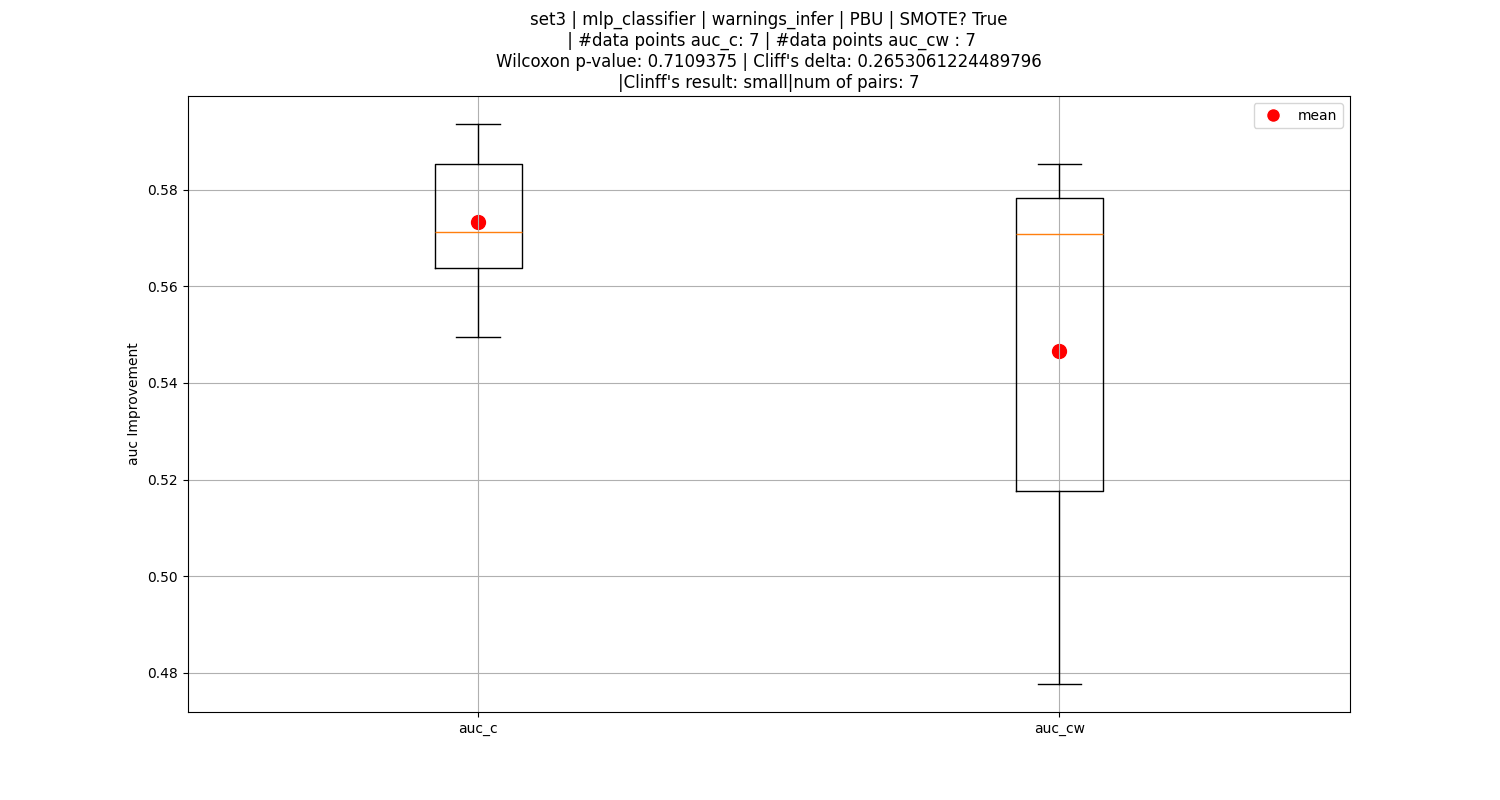 set3 | mlp_classifier | warnings_infer | PBU | SMOTE? True
| #data points auc_c: 7 | #data points auc_cw : 7
Wilcoxon p-value: 0.7109375 | Cliff's delta: 0.2653061224489796
|Clinff's result: small|num of pairs: 7
mean
0.58
0.56
0.54
0.52
0.50
0.48
auc Improvement
auc_c
auc_cw